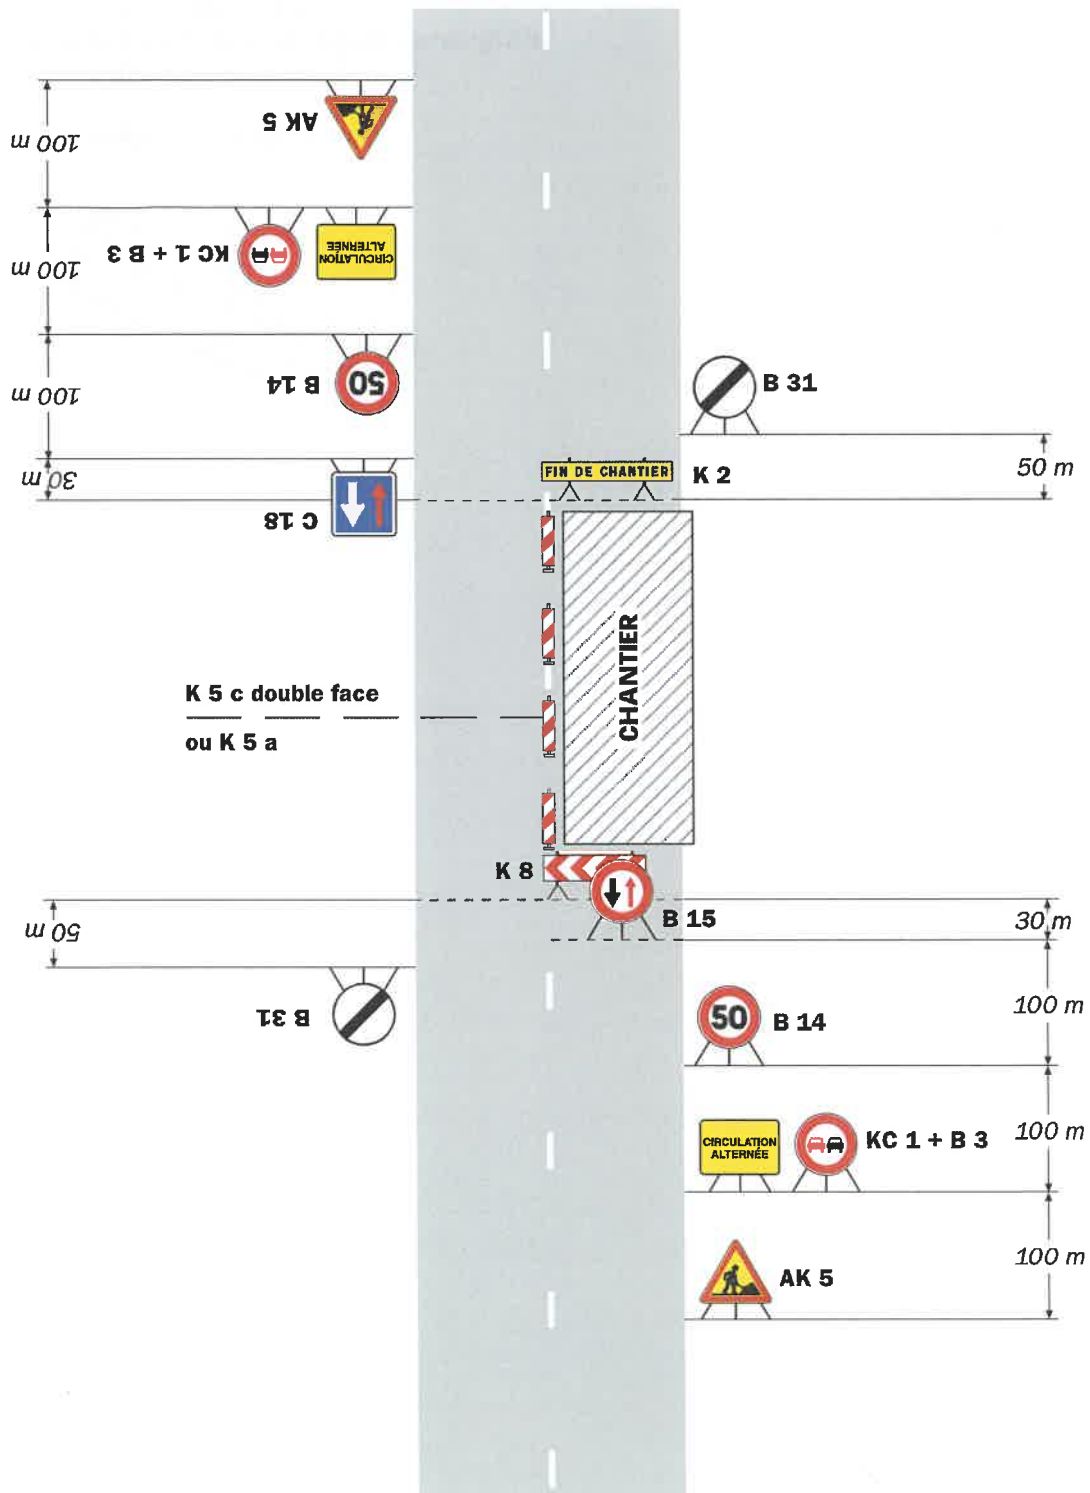 AK 5
100 m
KC 1 + B 3
CIRCULATION
ALTERNÉE
100 m
B 14
50
100 m
30 m
C 18
B 31
50 m
FIN DE CHANTIER
K 2
CHANTIER
K 5 c double face
ou K 5 a
K 8
B 15
30 m
50 m
B 31
50
B 14
100 m
CIRCULATION
ALTERNÉE
KC 1 + B 3
100 m
AK 5
100 m